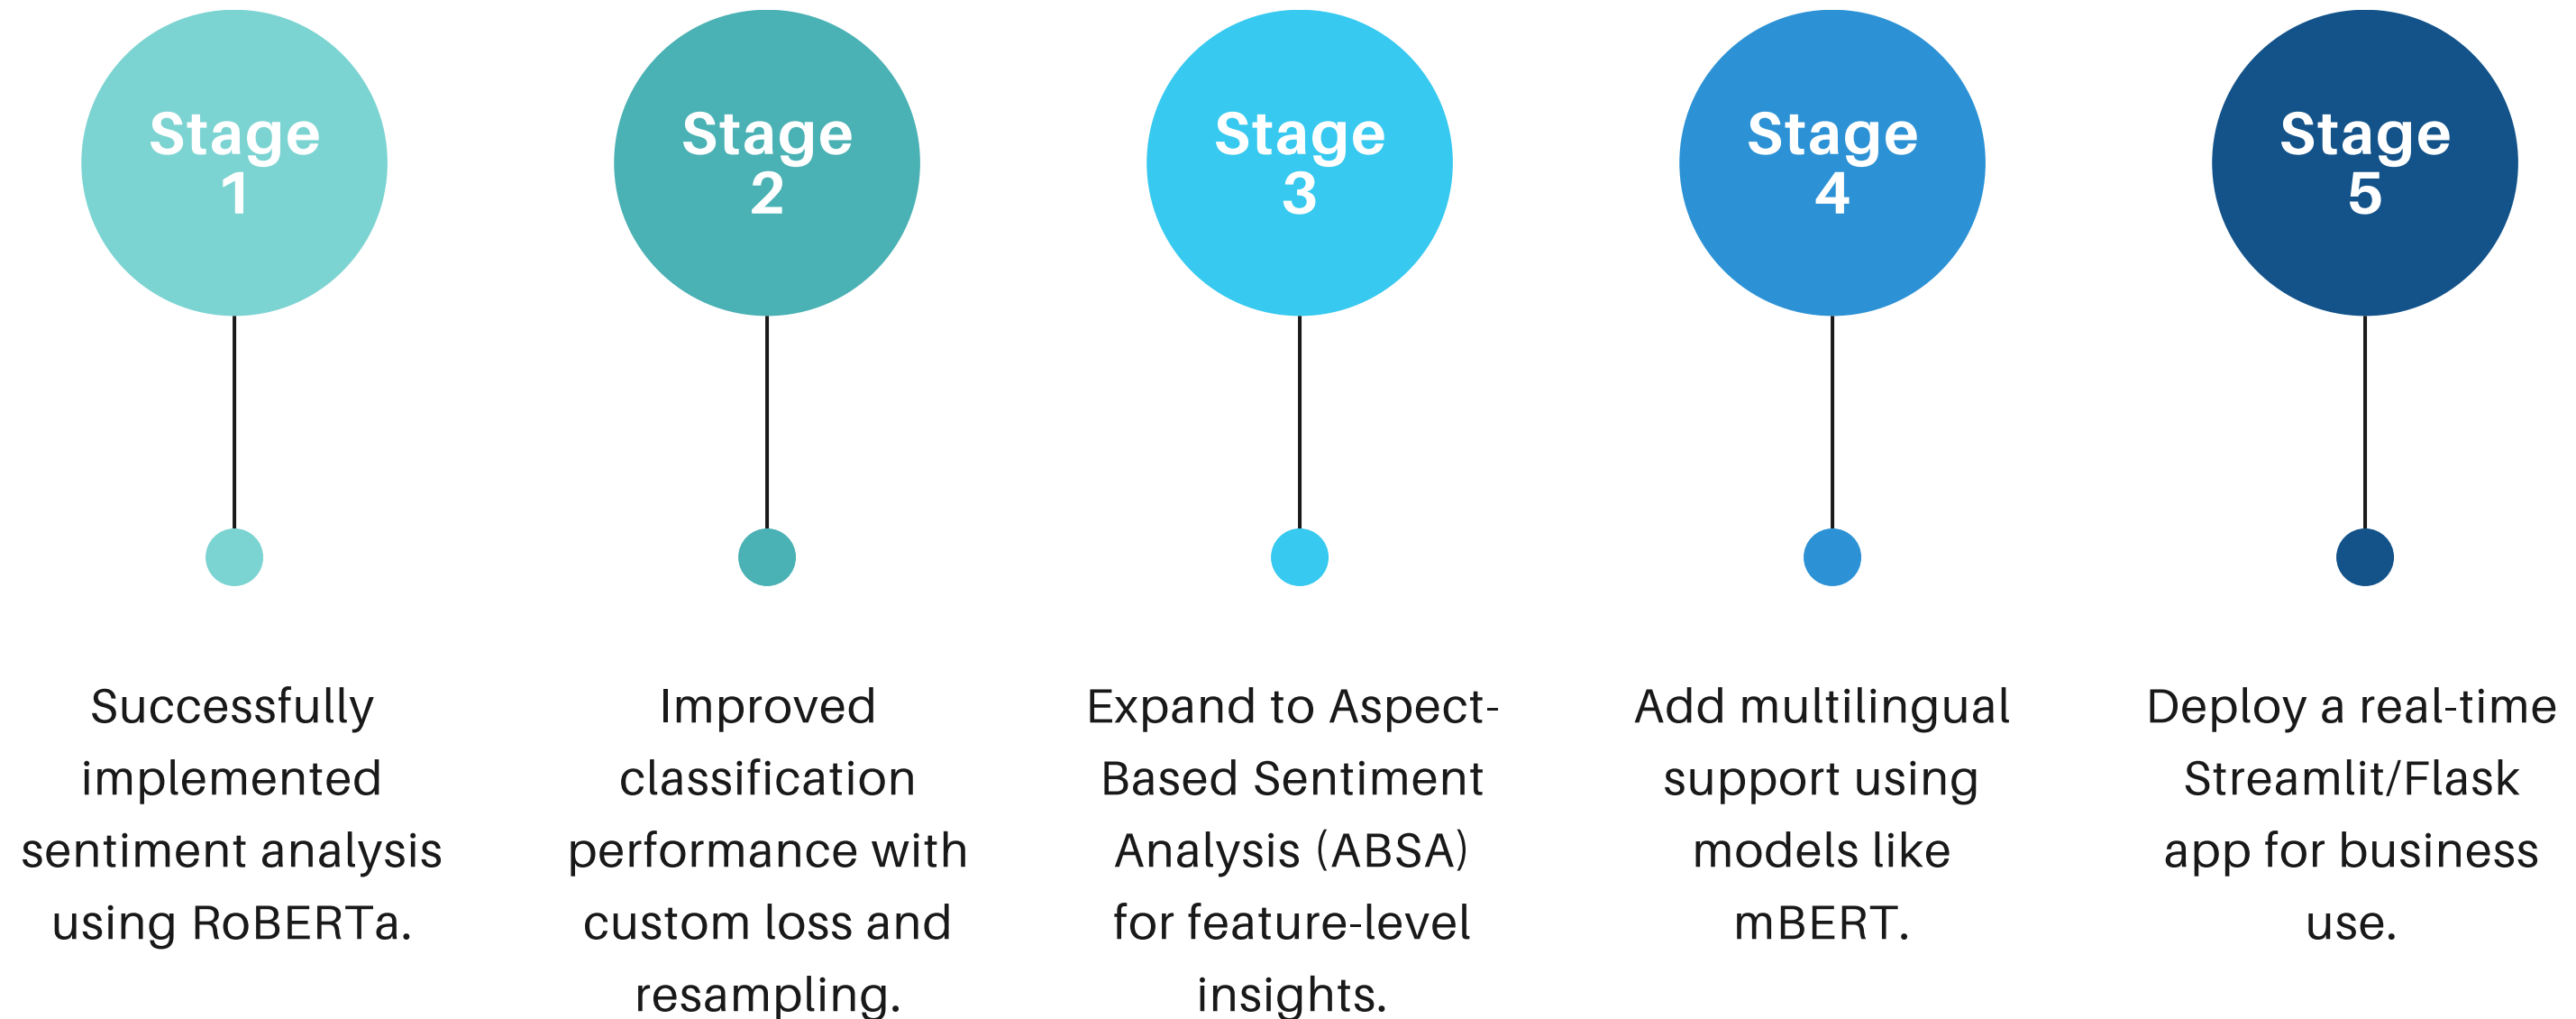 Stage
1
Stage
2
Stage
3
Stage
4
Stage
5
Successfully
implemented
sentiment analysis
using RoBERTa.
Improved
classification
performance with
custom loss and
resampling.
Expand to Aspect-
Based Sentiment
Analysis (ABSA)
for feature-level
insights.
Add multilingual
support using
models like
mBERT.
Deploy a real-time
Streamlit/Flask
app for business
use.